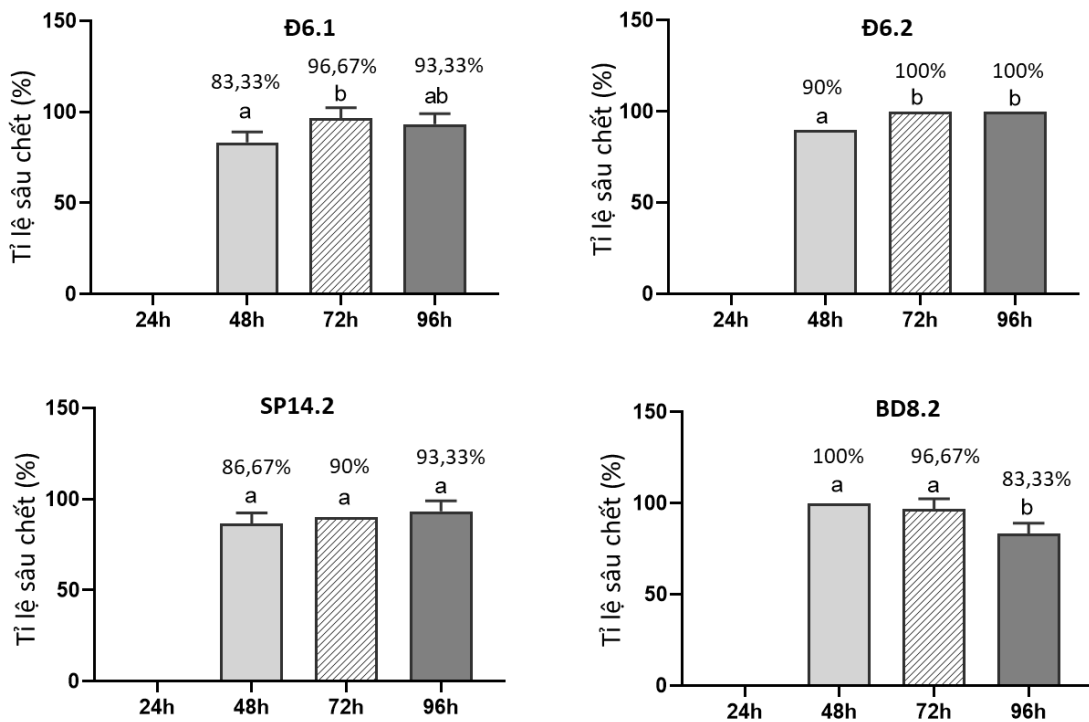 Đ6.1
Tỉ lệ sâu chết (%)
150
100
50
0
83,33%
a
96,67%
b
93,33%
ab
24h 48h 72h 96h
Đ6.2
Tỉ lệ sâu chết (%)
150
100
50
0
90%
a
100%
b
100%
b
24h 48h 72h 96h
SP14.2
Tỉ lệ sâu chết (%)
150
100
50
0
86,67%
a
90%
a
93,33%
a
24h 48h 72h 96h
BD8.2
Tỉ lệ sâu chết (%)
150
100
50
0
100%
a
96,67%
a
83,33%
b
24h 48h 72h 96h